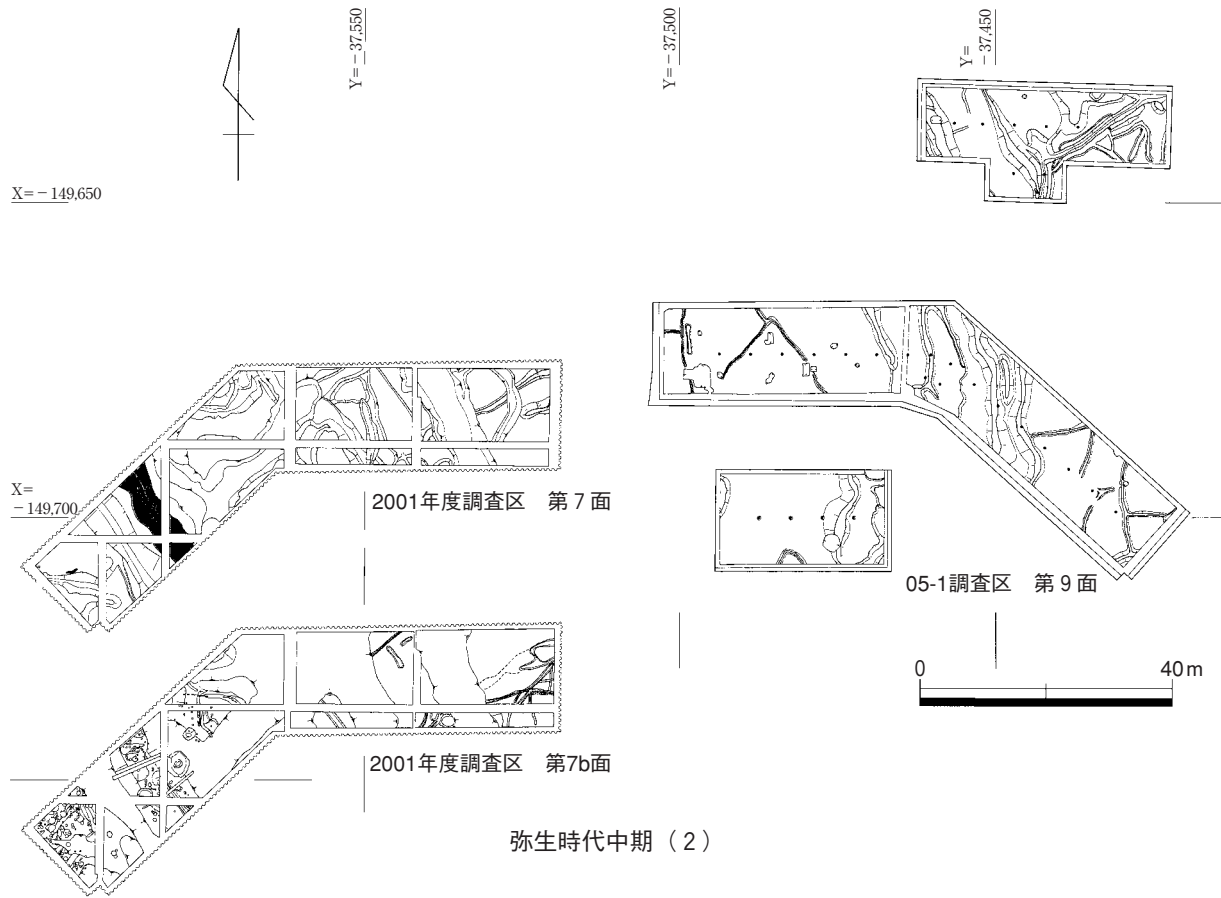 Y=−37,550
Y=−37,500
Y=
−37,450
X=−149,650
X=
−149,700
2001年度調査区　第７面
05-1調査区　第９面
0　40m
2001年度調査区　第7b面
弥生時代中期（２）